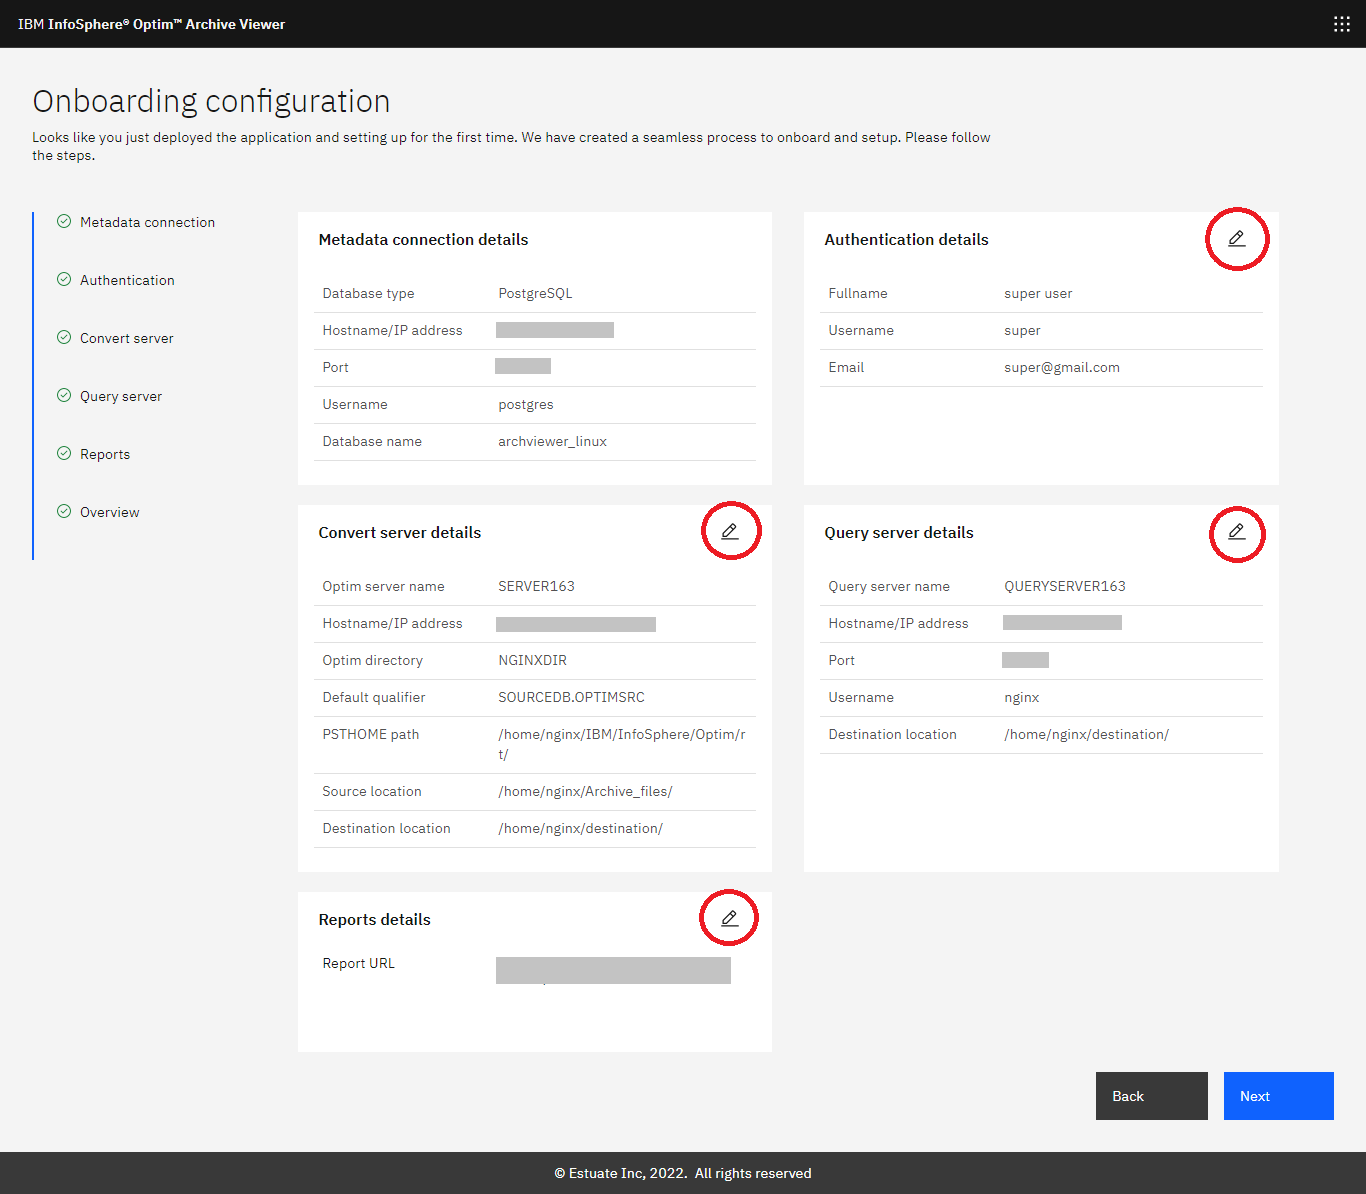 IBM InfoSphere® Optim™ Archive Viewer
Onboarding configuration
Looks like you just deployed the application and setting up for the first time. We have created a seamless process to onboard and setup. Please follow
the steps.
Metadata connection
Authentication
Convert server
Query server
Reports
Overview
Metadata connection details
Database type PostgreSQL
Hostname/IP address
Port
Username postgres
Database name archviewer_linux
Authentication details
Fullname super user
Username super
Email super@gmail.com
Convert server details
Optim server name SERVER163
Hostname/IP address
Optim directory NGINXDIR
Default qualifier SOURCEDB.OPTIMSRC
PSTHOME path /home/nginx/IBM/InfoSphere/Optim/r
t/
Source location /home/nginx/Archive_files/
Destination location /home/nginx/destination/
Query server details
Query server name QUERYSERVER163
Hostname/IP address
Port
Username nginx
Destination location /home/nginx/destination/
Reports details
Report URL
Back
Next
© Estuate Inc, 2022. All rights reserved